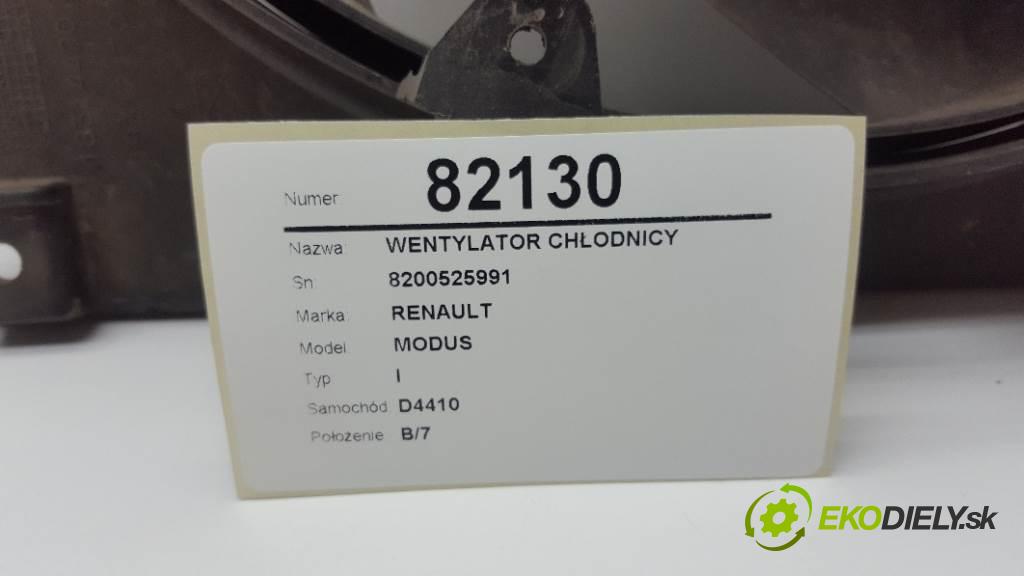 Numer: 82130
Nazwa: WENTYLATOR CHŁODNICY
Sn: 8200525991
Marka: RENAULT
Model: MODUS
Typ: I
Samochód: D4410
Położenie: B/7
EKODIELY.sk